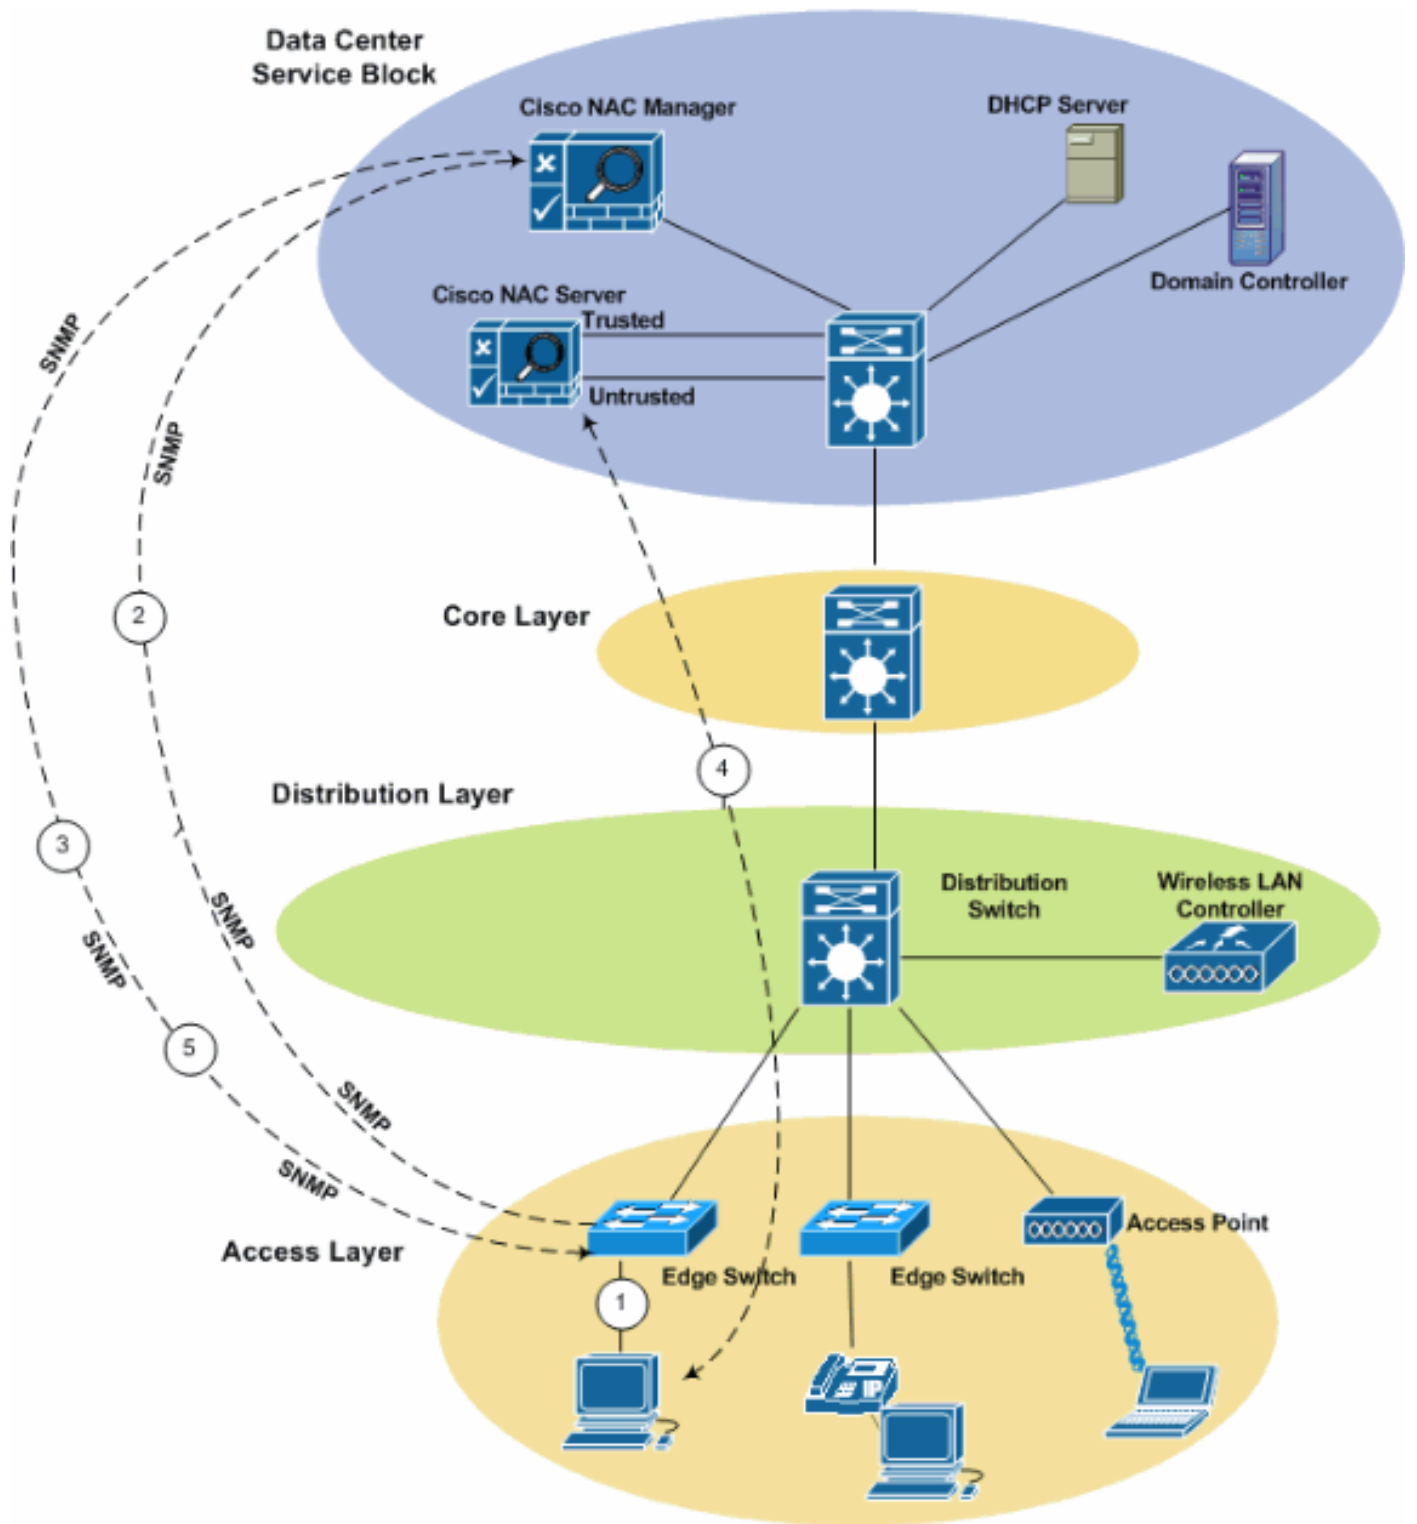 Data Center
Service Block
Cisco NAC Manager
DHCP Server
Domain Controller
Cisco NAC Server
Trusted
Untrusted
SNMP
SNMP
2
Core Layer
4
Distribution Layer
3
Distribution
Switch
Wireless LAN
Controller
SNMP
SNMP
5
SNMP
SNMP
Access Layer
Access Point
Edge Switch
Edge Switch
1
IP